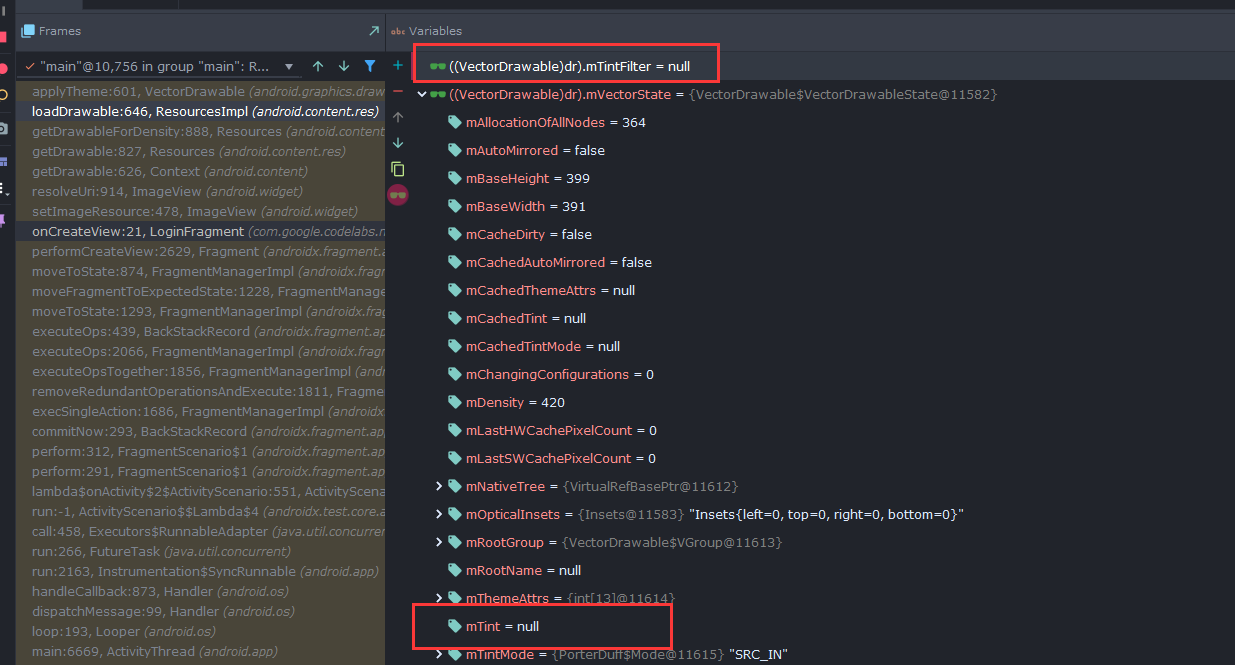 Frames
"main"@10,756 in group "main": R...
applyTheme:601, VectorDrawable (android.graphics.draw
loadDrawable:646, ResourcesImpl (android.content.res)
getDrawableForDensity:888, Resources (android.content
getDrawable:827, Resources (android.content.res)
getDrawable:626, Context (android.content)
resolveUri:914, ImageView (android.widget)
setImageResource:478, ImageView (android.widget)
onCreateView:21, LoginFragment (com.google.codelabs.n
performCreateView:2629, Fragment (androidx.fragment.a
moveToState:874, FragmentManagerImpl (androidx.fragr
moveFragmentToExpectedState:1228, FragmentManage
moveToState:1293, FragmentManagerImpl (androidx.frag
executeOps:439, BackStackRecord (androidx.fragment.ap
executeOps:2066, FragmentManagerImpl (androidx.fragr
executeOpsTogether:1856, FragmentManagerImpl (andr
removeRedundantOperationsAndExecute:1811, Fragmen
execSingleAction:1686, FragmentManagerImpl (androidx
commitNow:293, BackStackRecord (androidx.fragment.ap
perform:312, FragmentScenario$1 (androidx.fragment.ap
perform:291, FragmentScenario$1 (androidx.fragment.ap
lambda$onActivity$2$ActivityScenario:551, ActivityScena
run:-1, ActivityScenario$$Lambda$4 (androidx.test.core.a
call:458, Executors$RunnableAdapter (java.util.concurren
run:266, FutureTask (java.util.concurrent)
run:2163, Instrumentation$SyncRunnable (android.app)
handleCallback:873, Handler (android.os)
dispatchMessage:99, Handler (android.os)
loop:193, Looper (android.os)
main:6669, ActivityThread (android.app)
abc Variables
((VectorDrawable)dr).mTintFilter = null
((VectorDrawable)dr).mVectorState = {VectorDrawable$VectorDrawableState@11582}
mAllocationOfAllNodes = 364
mAutoMirrored = false
mBaseHeight = 399
mBaseWidth = 391
mCacheDirty = false
mCachedAutoMirrored = false
mCachedThemeAttrs = null
mCachedTint = null
mCachedTintMode = null
mChangingConfigurations = 0
mDensity = 420
mLastHWCachePixelCount = 0
mLastSWCachePixelCount = 0
mNativeTree = {VirtualRefBasePtr@11612}
mOpticalInsets = {Insets@11583} "Insets{left=0, top=0, right=0, bottom=0}"
mRootGroup = {VectorDrawable$VGroup@11613}
mRootName = null
mThemeAttrs = {int[13]@11614}
mTint = null
mTintMode = {PorterDuff$Mode@11615} "SRC_IN"